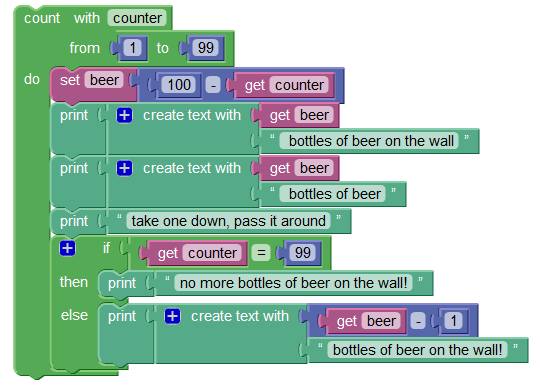 count with counter
from 1 to 99
do set beer 100 - get counter
print create text with get beer
“ bottles of beer on the wall ”
print create text with get beer
“ bottles of beer ”
print “ take one down, pass it around ”
if get counter = 99
then print “ no more bottles of beer on the wall! ”
else print create text with get beer - 1
“ bottles of beer on the wall! ”